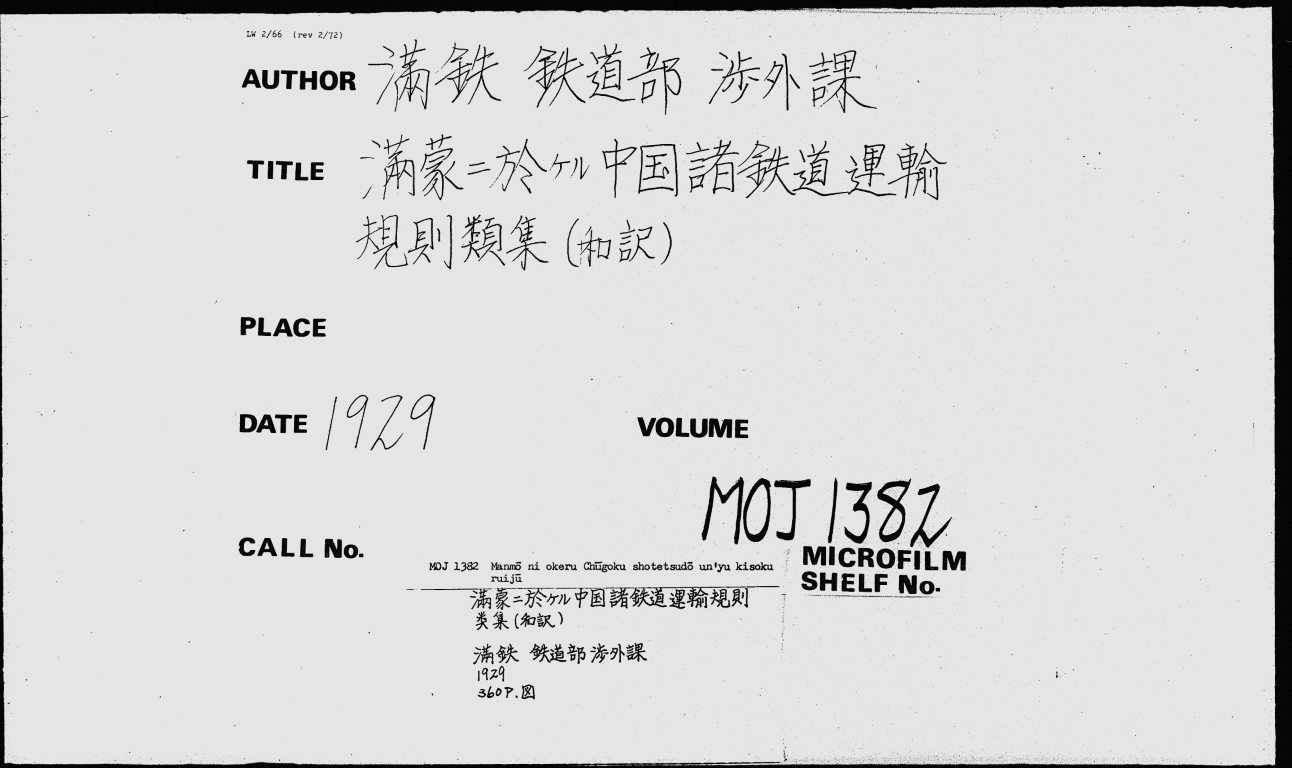 LW 2/66 (rev 2/72)
AUTHOR 満鉄 鉄道部 渉外課
TITLE 満蒙ニ於ケル中国諸鉄道運輸
規則類集(和訳)
PLACE
DATE 1929
VOLUME
MOJ 1382
CALL No.
MICROFILM
SHELF No.
MOJ 1382 Manmō ni okeru Chūgoku shotetsudō un'yu kisoku
ruijū
満蒙ニ於ケル中国諸鉄道運輸規則
类集(和訳)
満鉄 鉄道部 渉外課
1929
360P.図